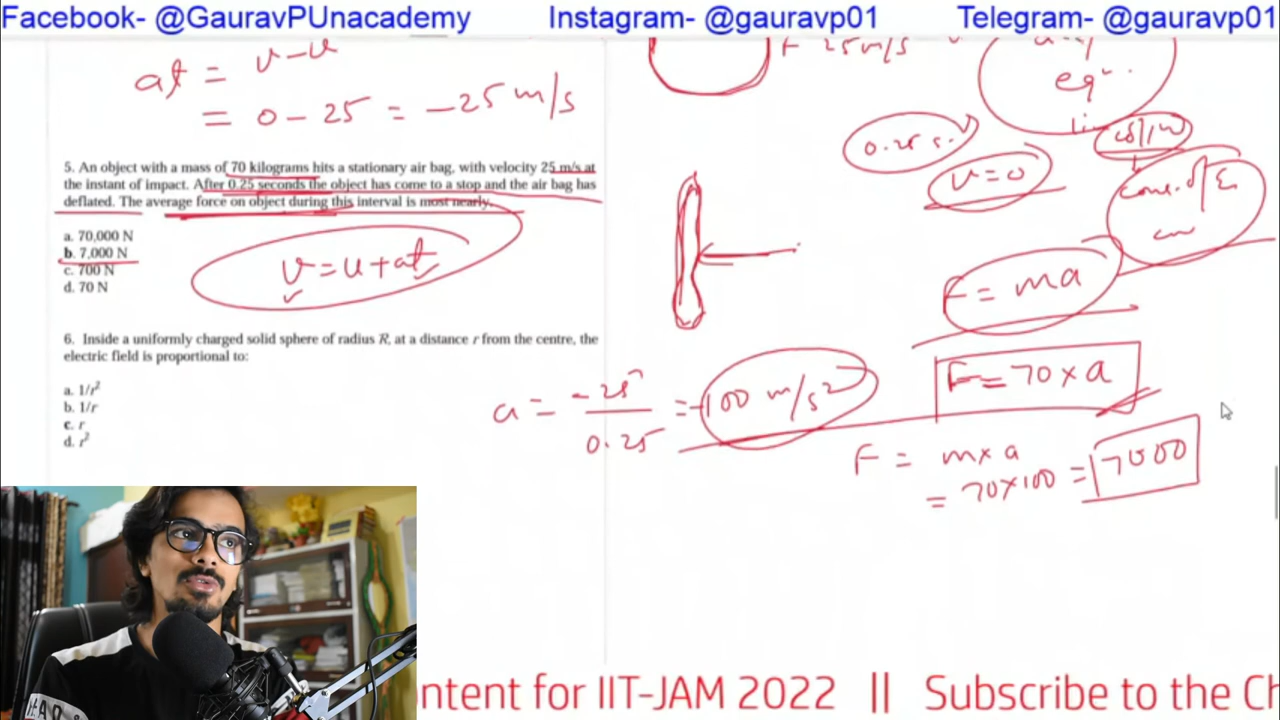 Facebook- @GauravPUnacademy Instagram- @gauravp01 Telegram- @gauravp01
at = v-u
= 0-25 = -25 m/s
25m/s
eqn.
0.25 s.
v=0
5. An object with a mass of 70 kilograms hits a stationary air bag, with velocity 25 m/s at
the instant of impact. After 0.25 seconds the object has come to a stop and the air bag has
deflated. The average force on object during this interval is most nearly.
a. 70,000 N
b. 7,000 N
c. 700 N
d. 70 N
v=u+at
F = ma
6. Inside a uniformly charged solid sphere of radius R, at a distance r from the centre, the
electric field is proportional to:
a. 1/r²
b. 1/r
c. r
d. r²
a = -25/0.25 = -100 m/s²
F = 70 × a
F = m×a
= 70×100 = 7000
ntent for IIT-JAM 2022 || Subscribe to the Ch